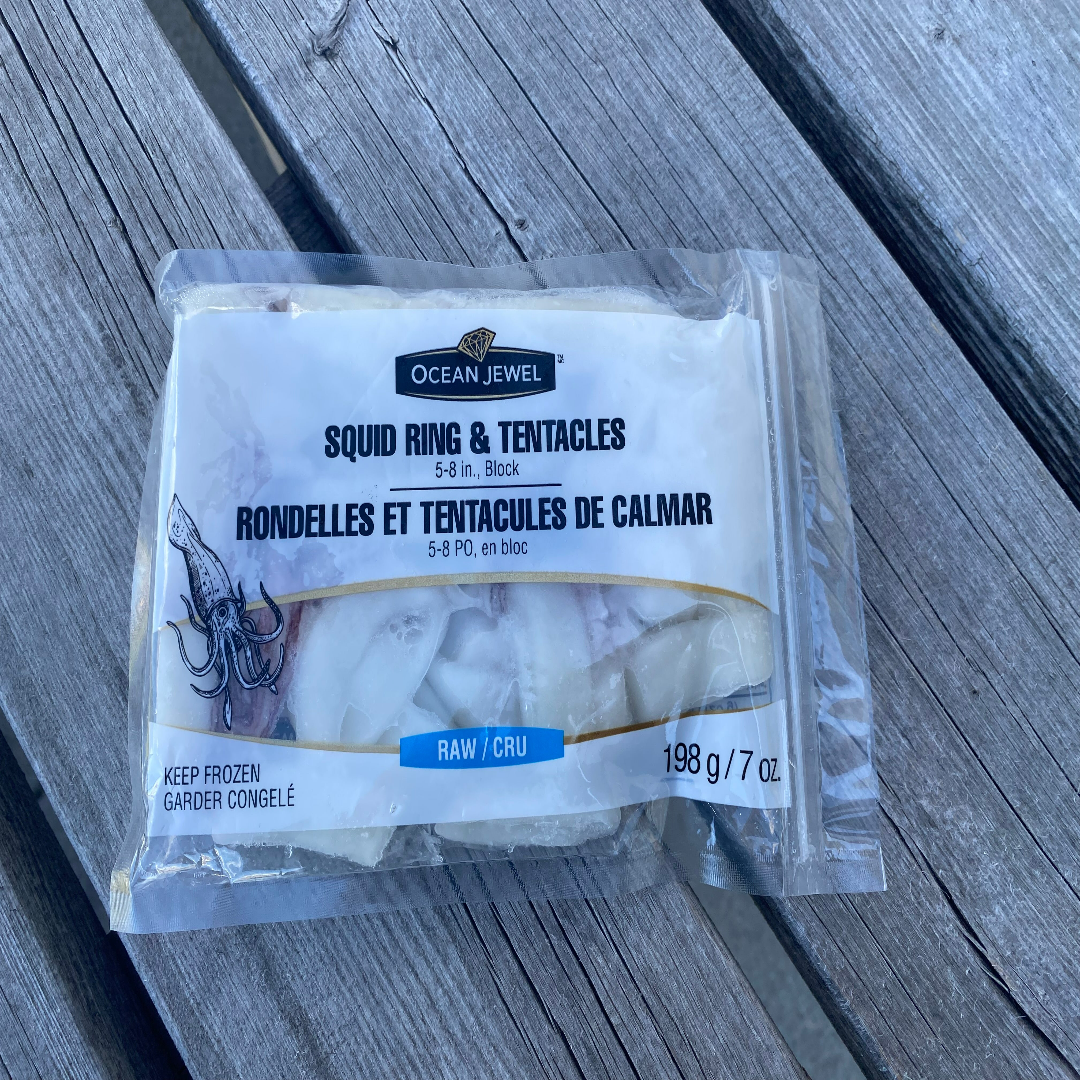 OCEAN JEWEL™
SQUID RING & TENTACLES
5-8 in., Block
RONDELLES ET TENTACULES DE CALMAR
5-8 PO, en bloc
RAW / CRU
KEEP FROZEN
GARDER CONGELÉ
198 g / 7 oz.